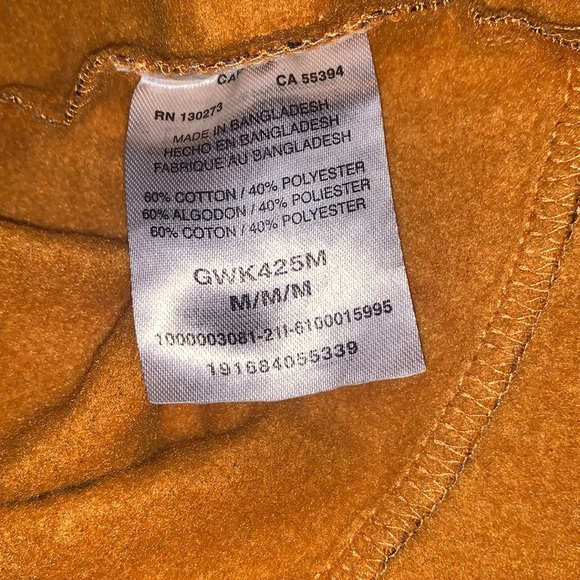 CA 55394
RN 130273
MADE IN BANGLADESH
HECHO EN BANGLADESH
FABRIQUE AU BANGLADESH
60% COTTON / 40% POLYESTER
60% ALGODON / 40% POLIESTER
60% COTON / 40% POLYESTER
GWK425M
M/M/M
1000003081-211-6100015995
191684055339